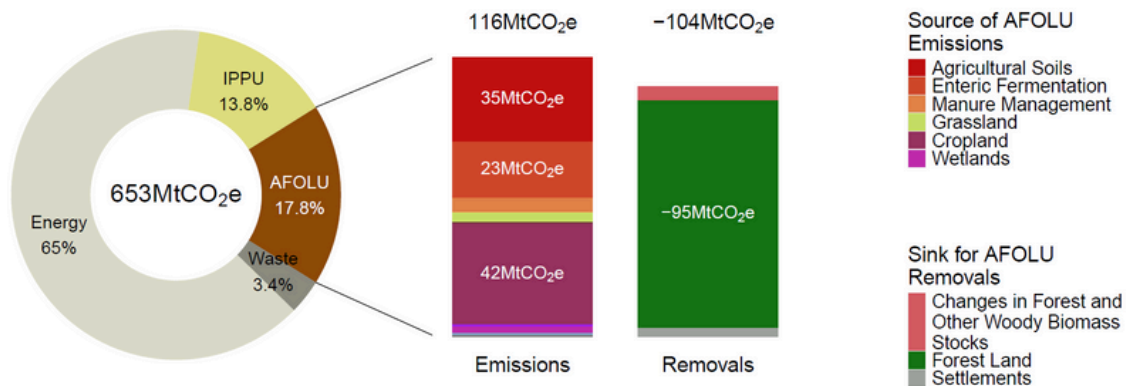 116MtCO₂e
−104MtCO₂e
Source of AFOLU
Emissions
Agricultural Soils
Enteric Fermentation
Manure Management
Grassland
Cropland
Wetlands
IPPU
13.8%
AFOLU
17.8%
653MtCO₂e
Energy
65%
Waste
3.4%
35MtCO₂e
23MtCO₂e
42MtCO₂e
−95MtCO₂e
Emissions
Removals
Sink for AFOLU
Removals
Changes in Forest and
Other Woody Biomass
Stocks
Forest Land
Settlements